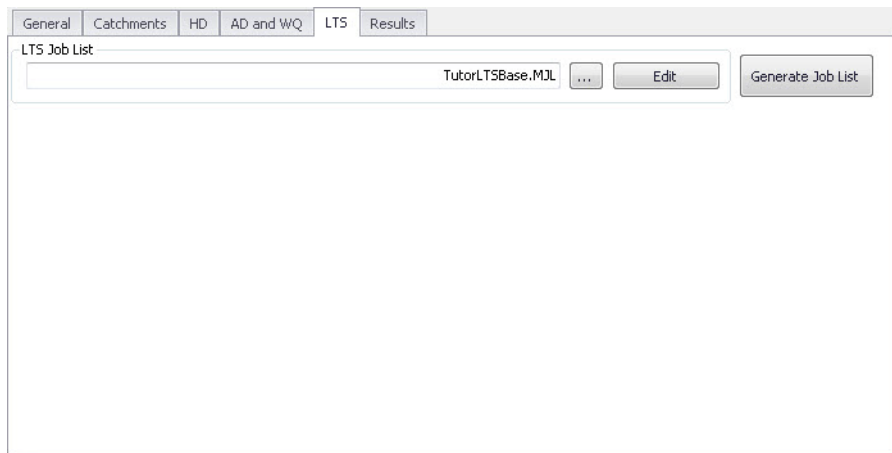 General Catchments HD AD and WQ LTS Results
LTS Job List
TutorLTSBase.MJL ... Edit Generate Job List